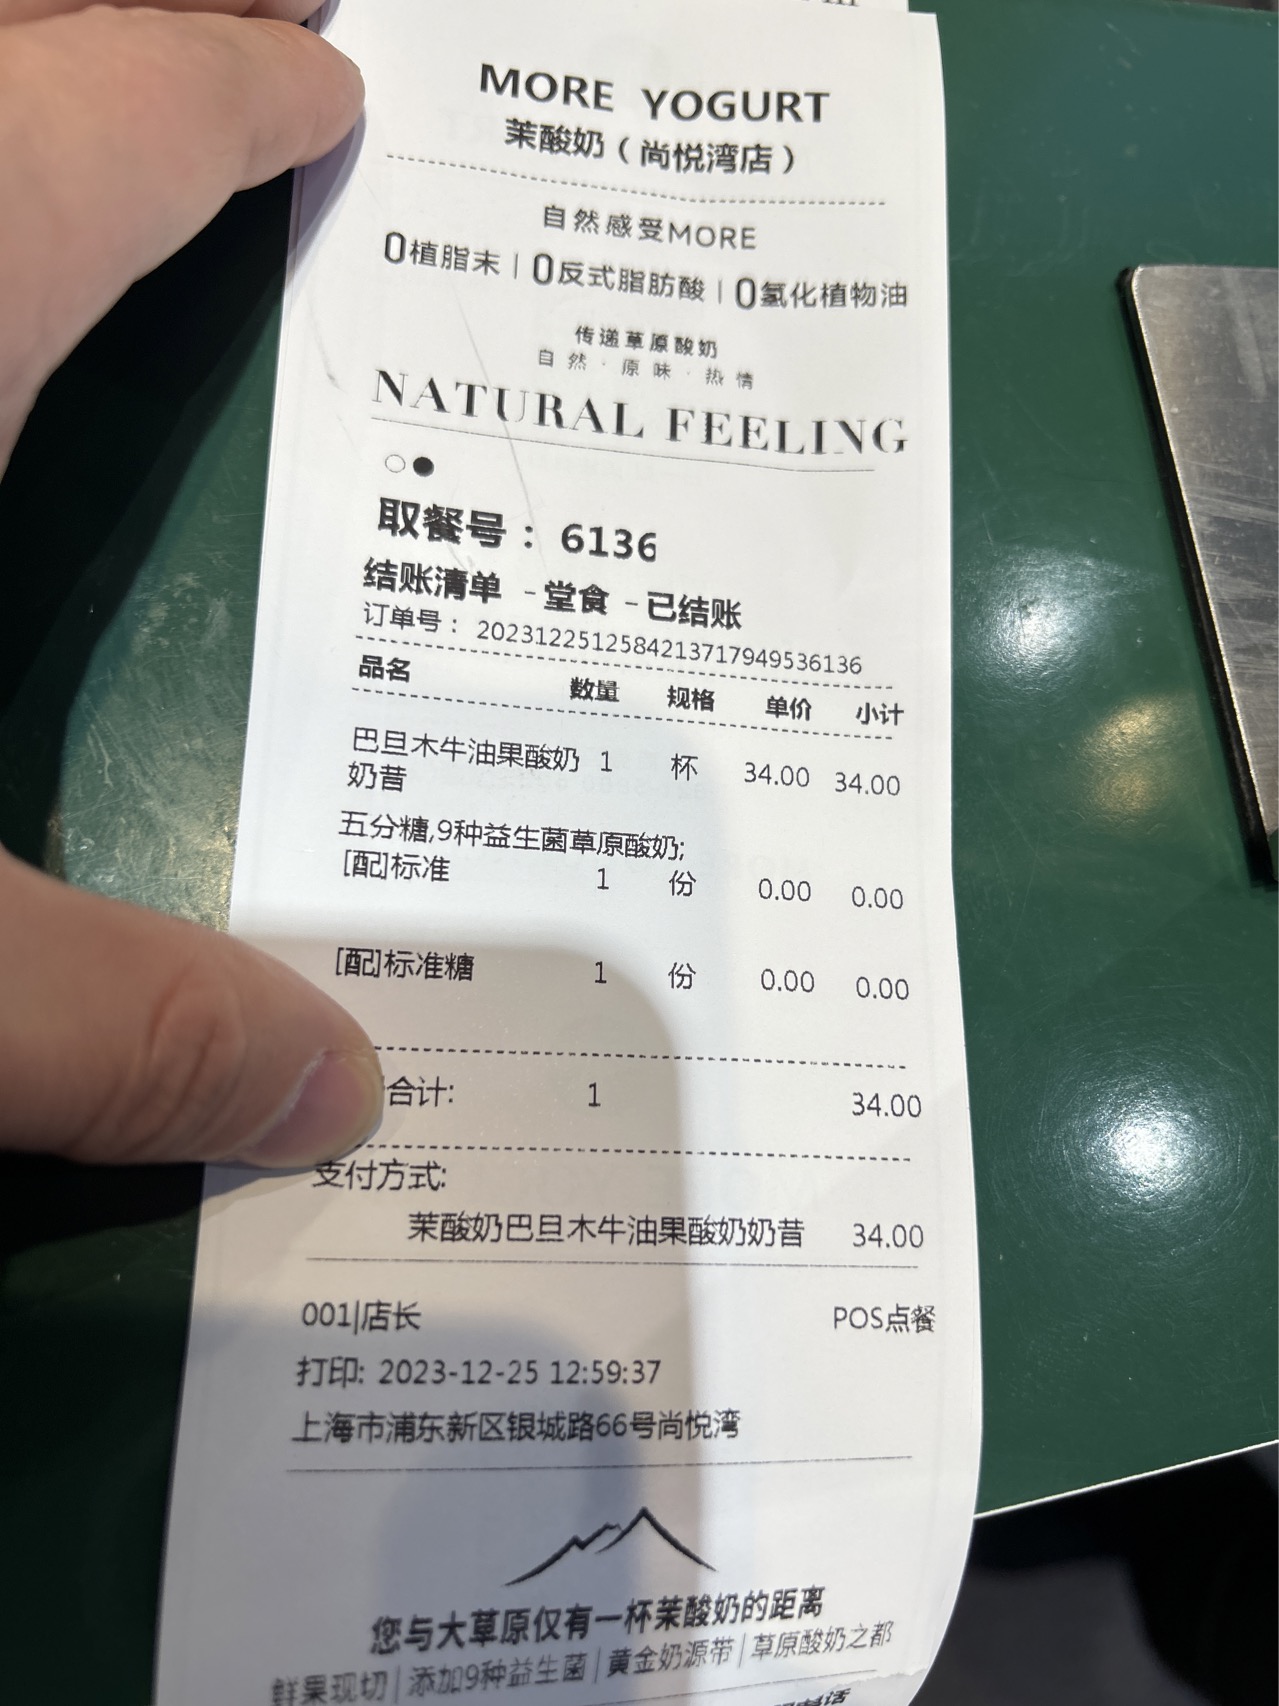 MORE YOGURT
茉酸奶（尚悦湾店）
自然感受MORE
0植脂末 | 0反式脂肪酸 | 0氢化植物油
传递草原酸奶
自然·原味·热情
NATURAL FEELING
取餐号： 6136
结账清单 -堂食 -已结账
订单号： 20231225125842137179495​36136
品名 数量 规格 单价 小计
巴旦木牛油果酸奶 1 杯 34.00 34.00
奶昔
五分糖,9种益生菌草原酸奶;
[配]标准 1 份 0.00 0.00
[配]标准糖 1 份 0.00 0.00
合计: 1 34.00
支付方式:
茉酸奶巴旦木牛油果酸奶奶昔 34.00
001|店长 POS点餐
打印: 2023-12-25 12:59:37
上海市浦东新区银城路66号尚悦湾
您与大草原仅有一杯茉酸奶的距离
鲜果现切 | 添加9种益生菌 | 黄金奶源带 | 草原酸奶之都